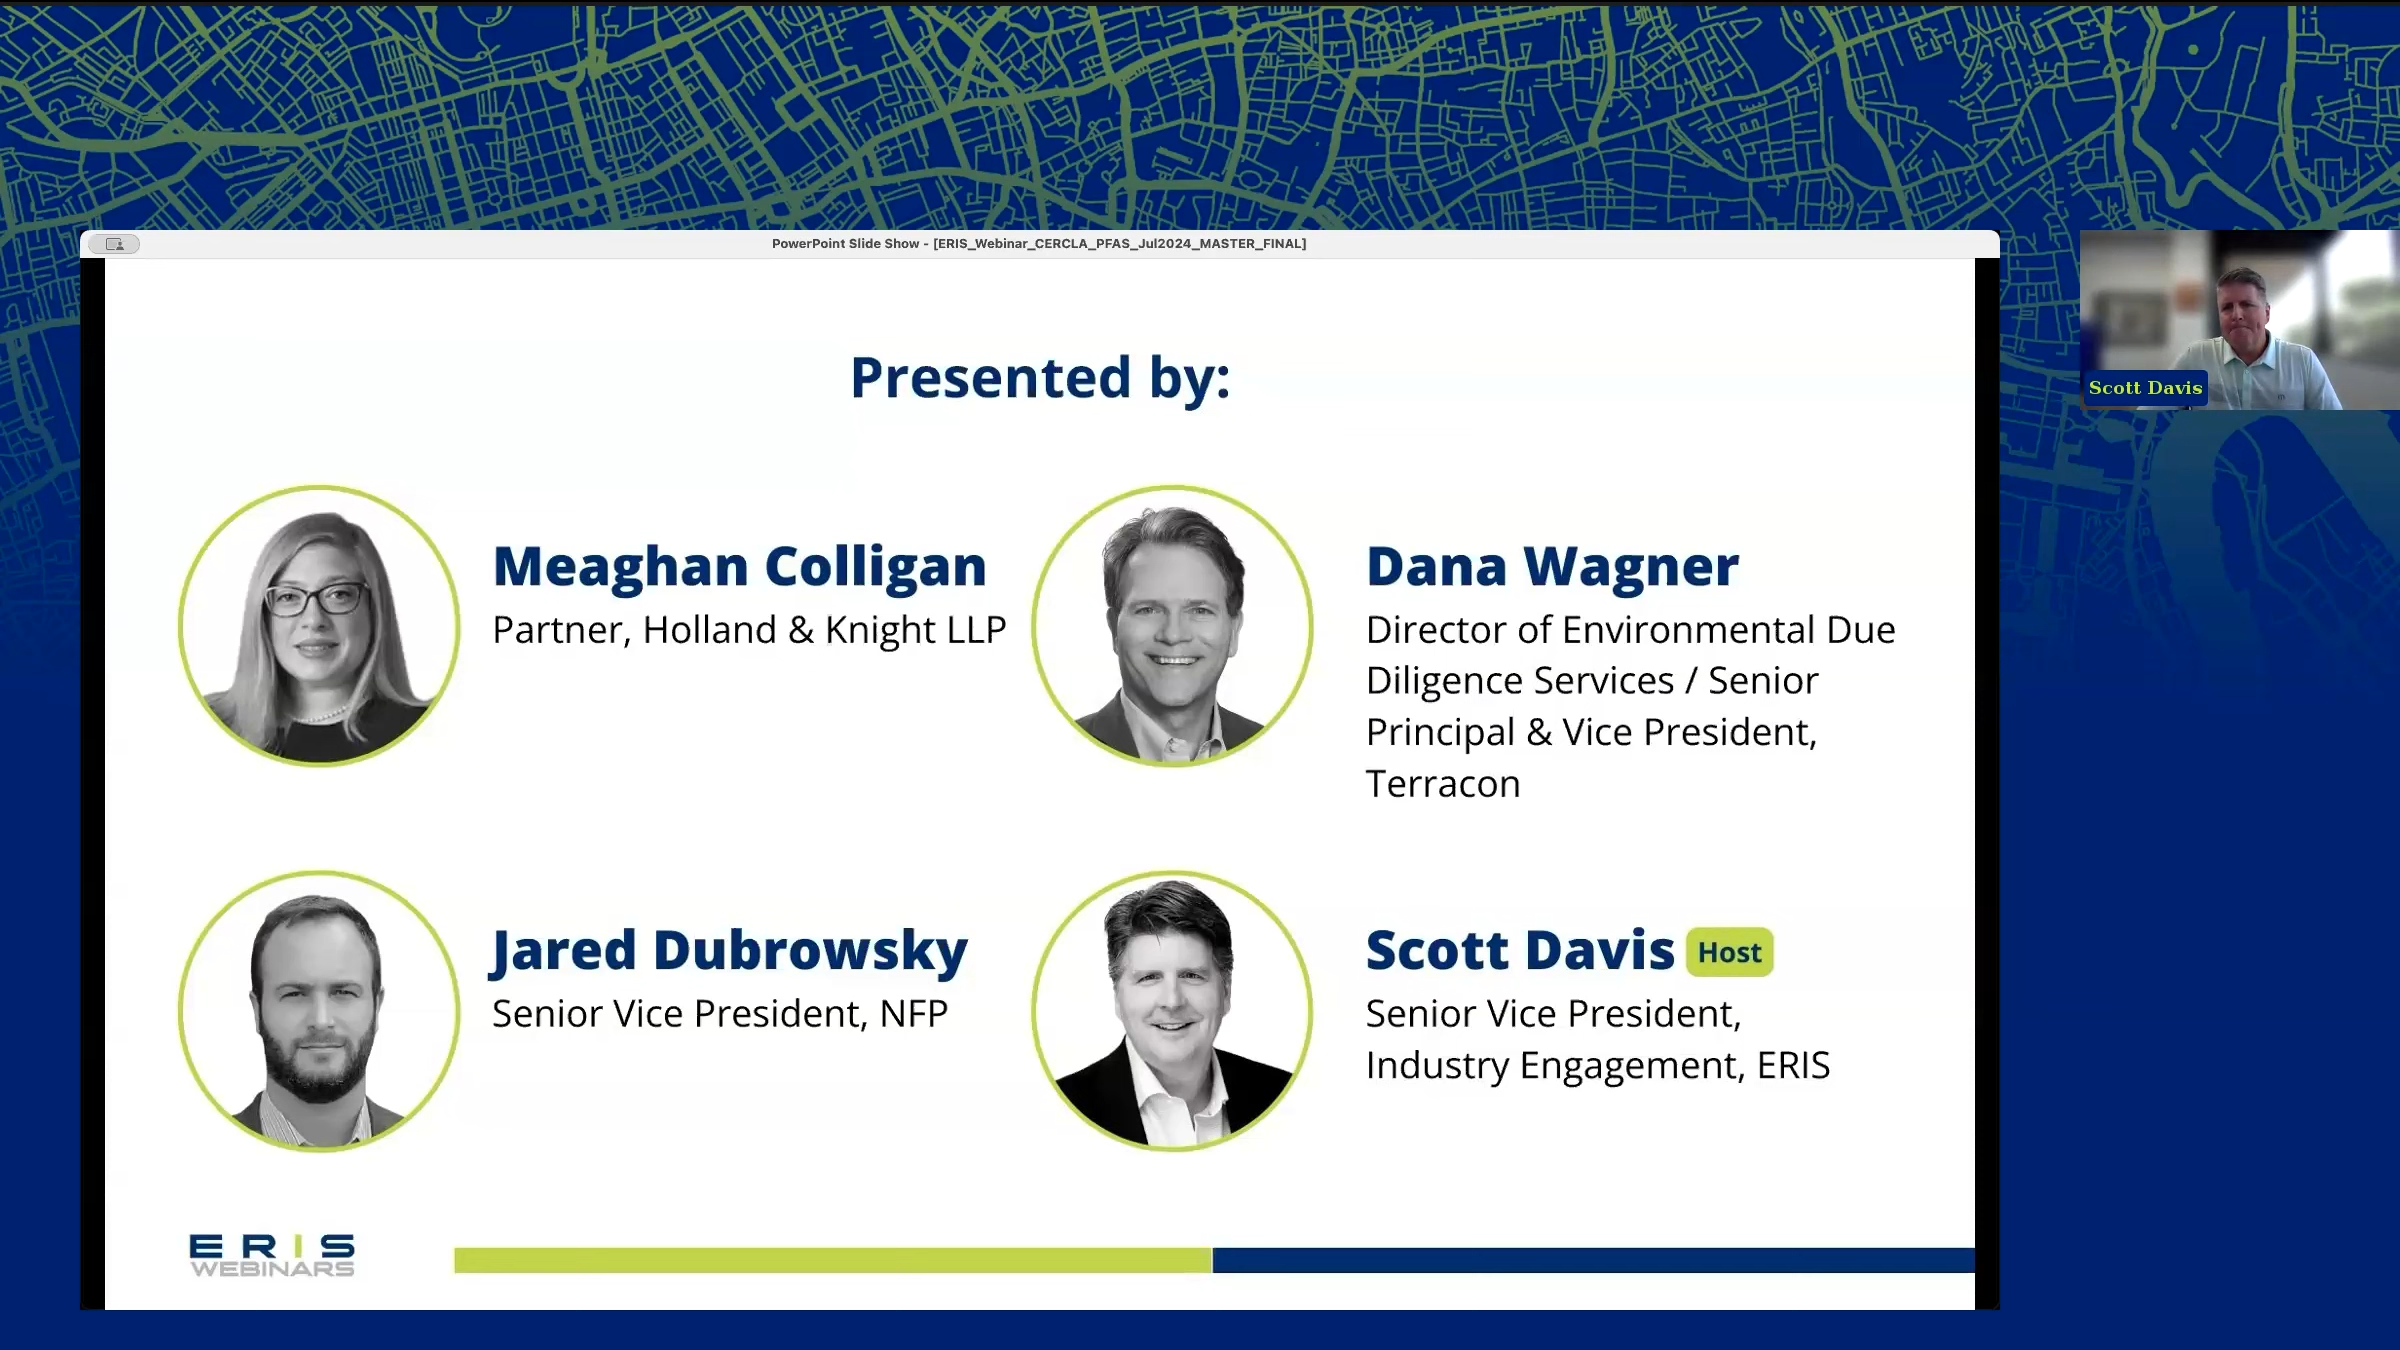 PowerPoint Slide Show - [ERIS_Webinar_CERCLA_PFAS_Jul2024_MASTER_FINAL]
Scott Davis
Presented by:
Meaghan Colligan
Partner, Holland & Knight LLP
Dana Wagner
Director of Environmental Due
Diligence Services / Senior
Principal & Vice President,
Terracon
Jared Dubrowsky
Senior Vice President, NFP
Scott Davis Host
Senior Vice President,
Industry Engagement, ERIS
ERIS
WEBINARS